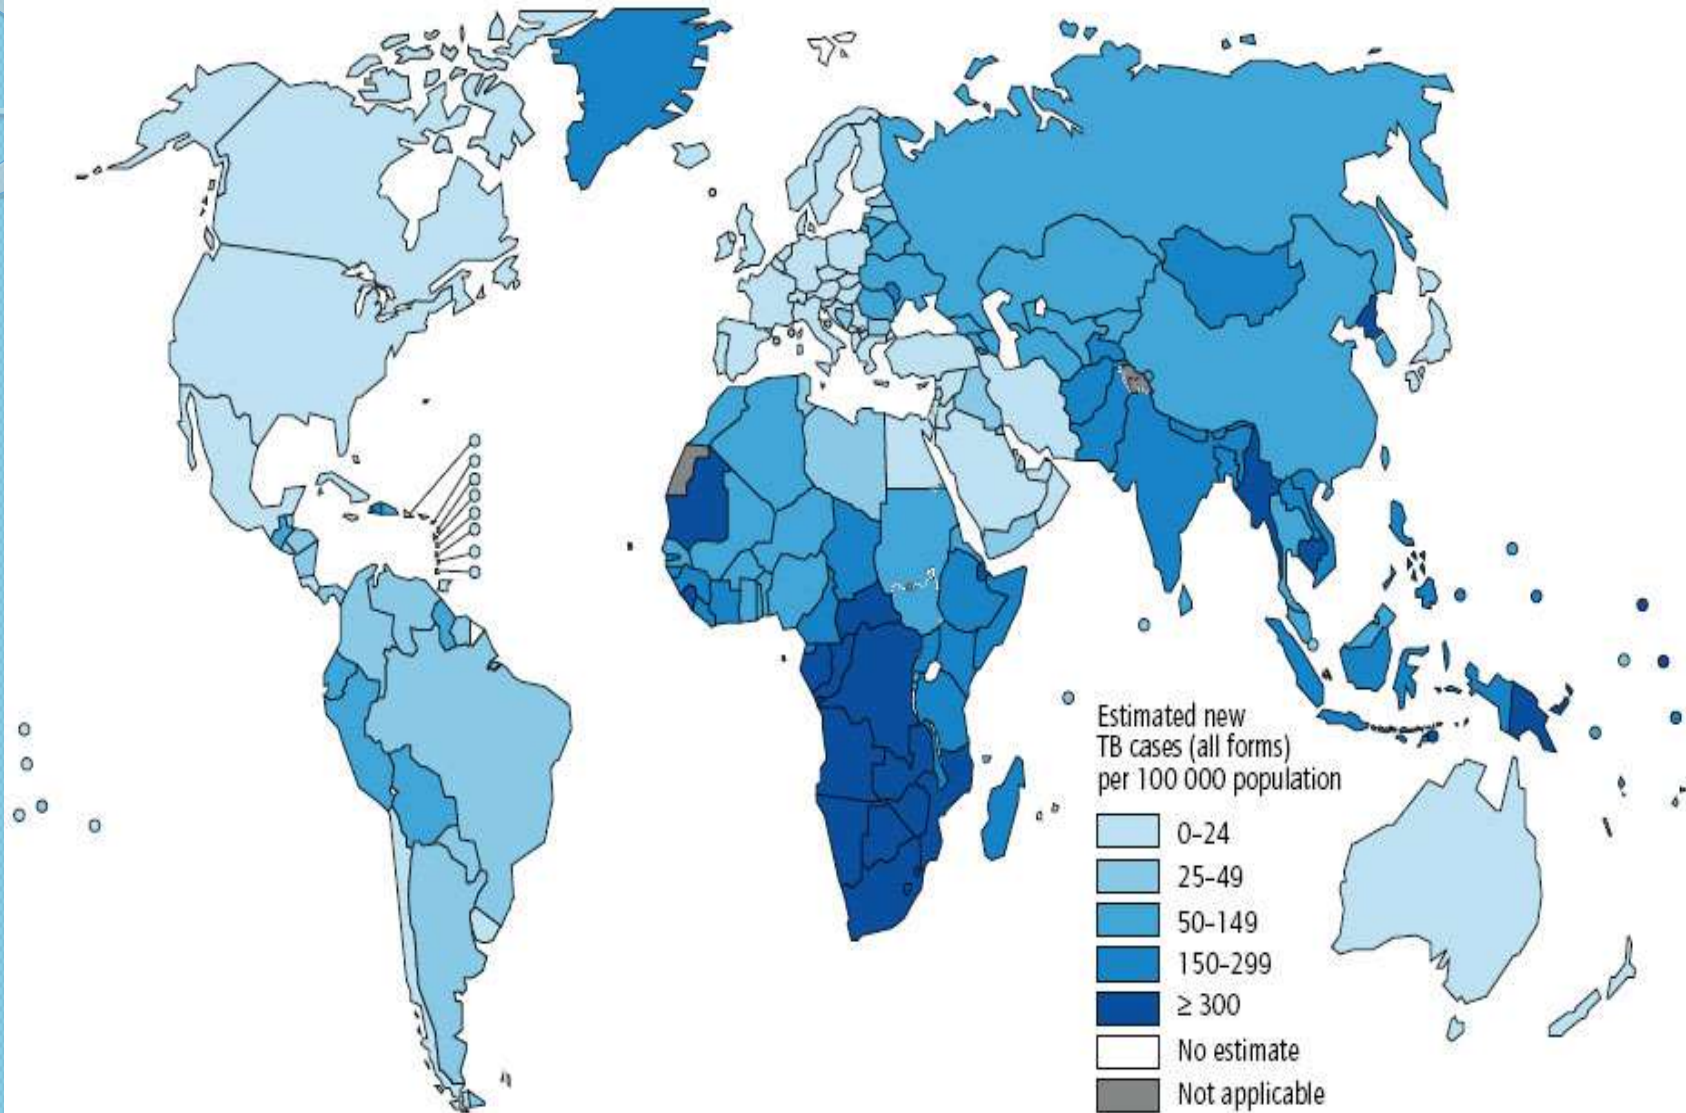 Estimated new
TB cases (all forms)
per 100 000 population
0–24
25–49
50–149
150–299
≥ 300
No estimate
Not applicable